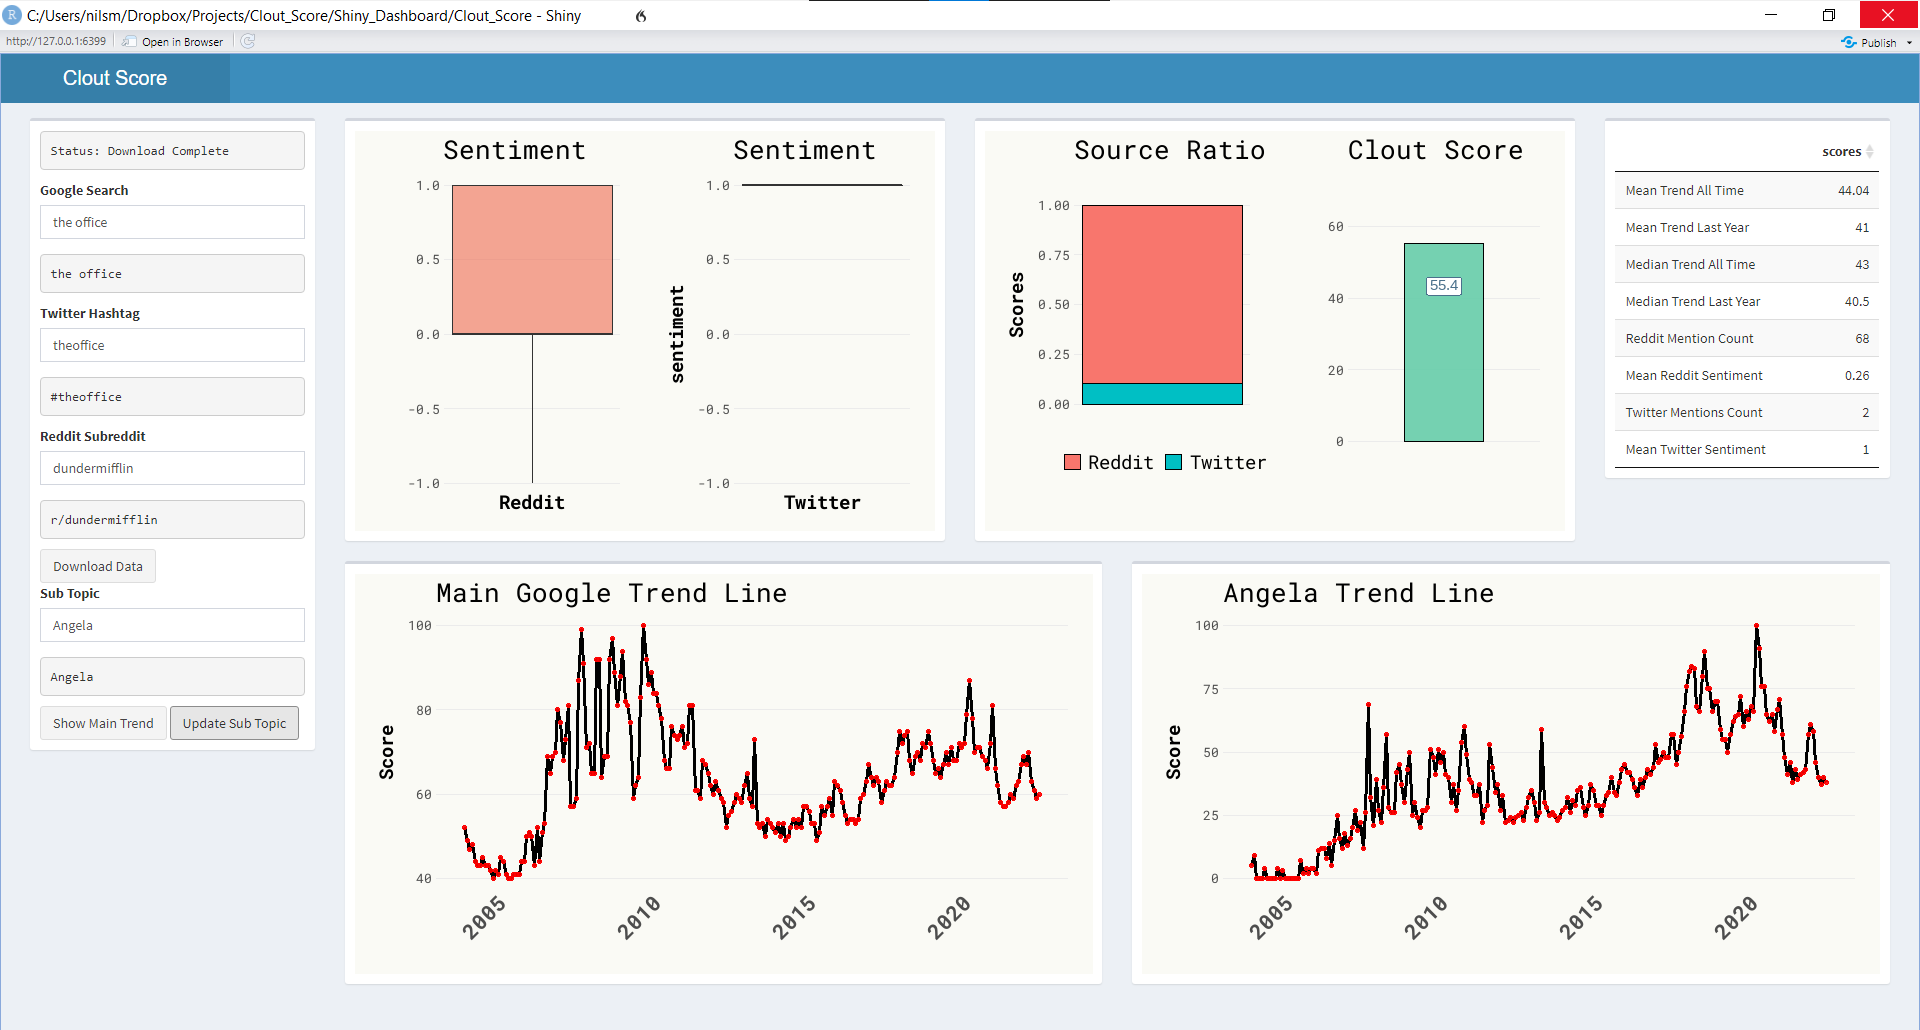 C:/Users/nilsm/Dropbox/Projects/Clout_Score/Shiny_Dashboard/Clout_Score - Shiny
http://127.0.0.1:6399
Open in Browser
Publish
Clout Score
Status: Download Complete
Google Search
the office
the office
Twitter Hashtag
theoffice
#theoffice
Reddit Subreddit
dundermifflin
r/dundermifflin
Download Data
Sub Topic
Angela
Angela
Show Main Trend
Update Sub Topic
Sentiment
1.0
0.5
0.0
-0.5
-1.0
Reddit
Sentiment
sentiment
1.0
0.5
0.0
-0.5
-1.0
Twitter
Source Ratio
Scores
1.00
0.75
0.50
0.25
0.00
Reddit
Twitter
Clout Score
60
40
20
0
55.4
scores
Mean Trend All Time 44.04
Mean Trend Last Year 41
Median Trend All Time 43
Median Trend Last Year 40.5
Reddit Mention Count 68
Mean Reddit Sentiment 0.26
Twitter Mentions Count 2
Mean Twitter Sentiment 1
Main Google Trend Line
Score
100
80
60
40
2005
2010
2015
2020
Angela Trend Line
Score
100
75
50
25
0
2005
2010
2015
2020